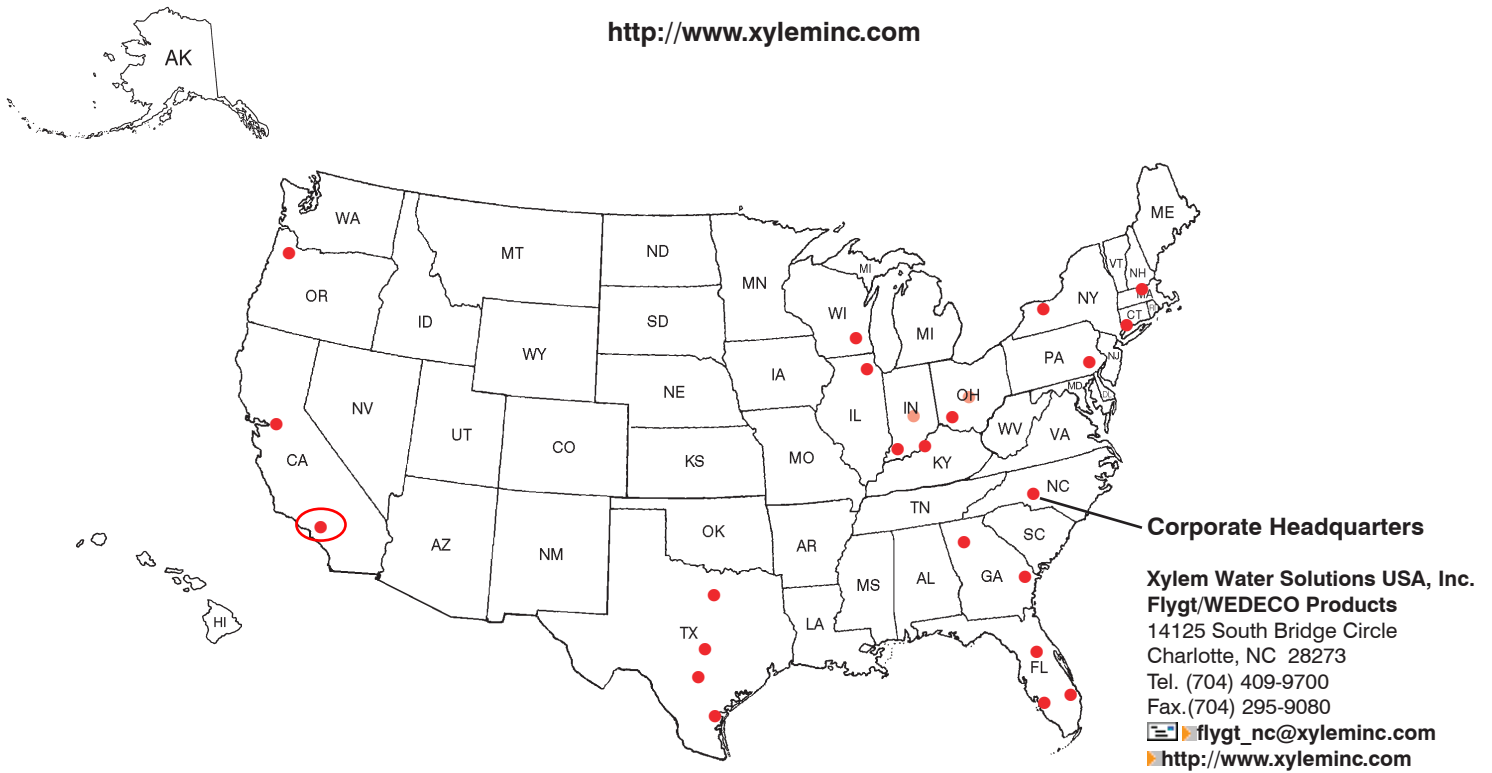 http://www.xyleminc.com
AK
WA
MT
ND
MN
MI
ME
VT
NH
MA
NY
CT
RI
OR
ID
SD
WI
MI
WY
IA
PA
NJ
NE
OH
MD
DE
NV
UT
CO
IL
IN
WV
VA
CA
KS
MO
KY
NC
TN
AZ
NM
OK
AR
SC
MS
AL
GA
LA
TX
HI
FL
Corporate Headquarters
Xylem Water Solutions USA, Inc.
Flygt/WEDECO Products
14125 South Bridge Circle
Charlotte, NC 28273
Tel. (704) 409-9700
Fax.(704) 295-9080
flygt_nc@xyleminc.com
http://www.xyleminc.com